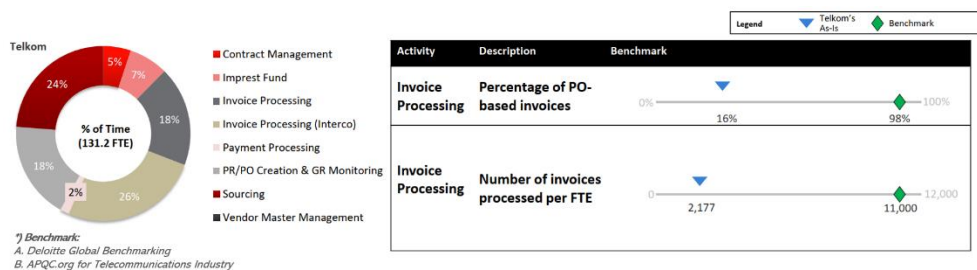 Telkom
5%
7%
18%
26%
2%
18%
24%
% of Time
(131.2 FTE)
Contract Management
Imprest Fund
Invoice Processing
Invoice Processing (Interco)
Payment Processing
PR/PO Creation & GR Monitoring
Sourcing
Vendor Master Management
*) Benchmark:
A. Deloitte Global Benchmarking
B. APQC.org for Telecommunications Industry
Legend
Telkom's
As-Is
Benchmark
Activity Description Benchmark
Invoice
Processing
Percentage of PO-
based invoices
0%
100%
16%
98%
Invoice
Processing
Number of invoices
processed per FTE
0
12,000
2,177
11,000